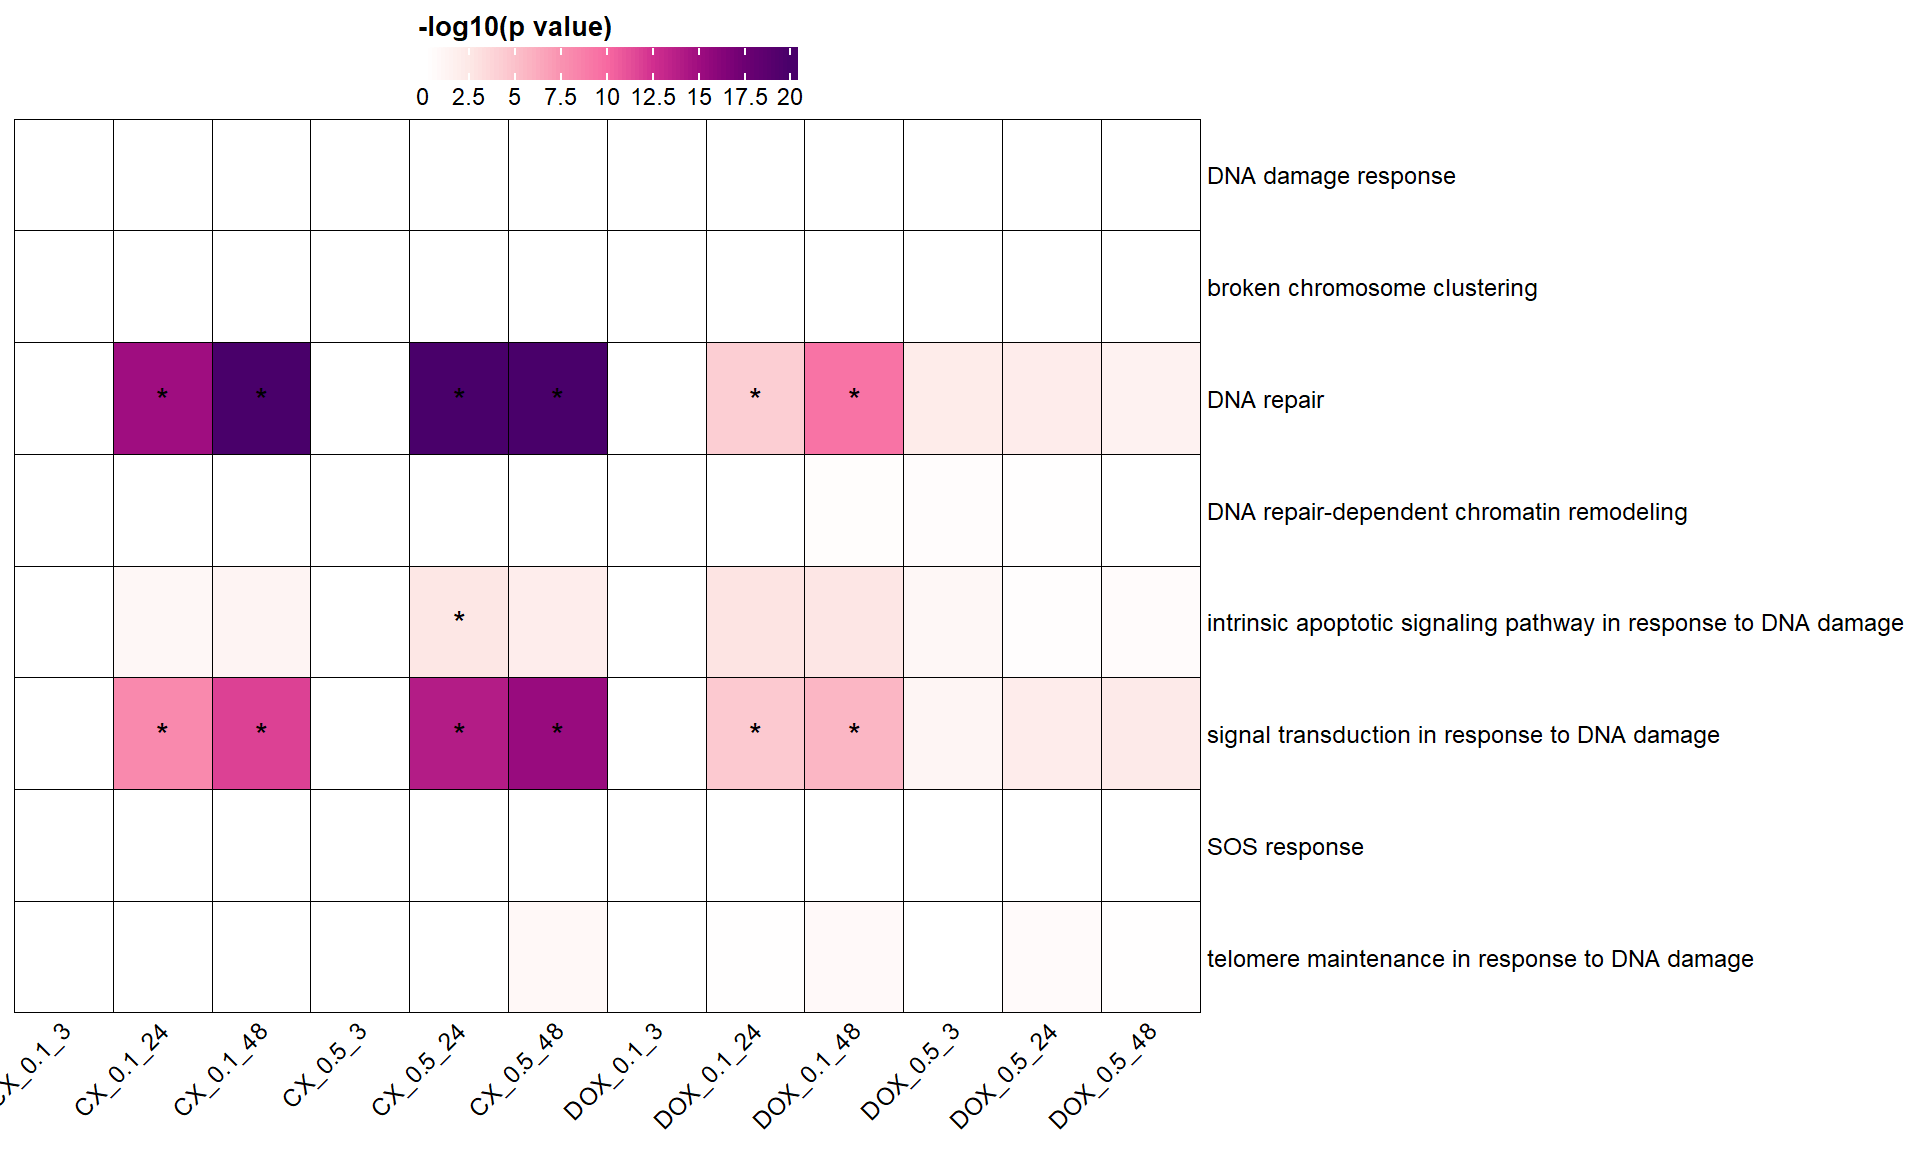 -log10(p value)
0 2.5 5 7.5 10 12.5 15 17.5 20
DNA damage response
broken chromosome clustering
* * * * * * DNA repair
DNA repair-dependent chromatin remodeling
* intrinsic apoptotic signaling pathway in response to DNA damage
* * * * * * signal transduction in response to DNA damage
SOS response
telomere maintenance in response to DNA damage
CX_0.1_3 CX_0.1_24 CX_0.1_48 CX_0.5_3 CX_0.5_24 CX_0.5_48 DOX_0.1_3 DOX_0.1_24 DOX_0.1_48 DOX_0.5_3 DOX_0.5_24 DOX_0.5_48